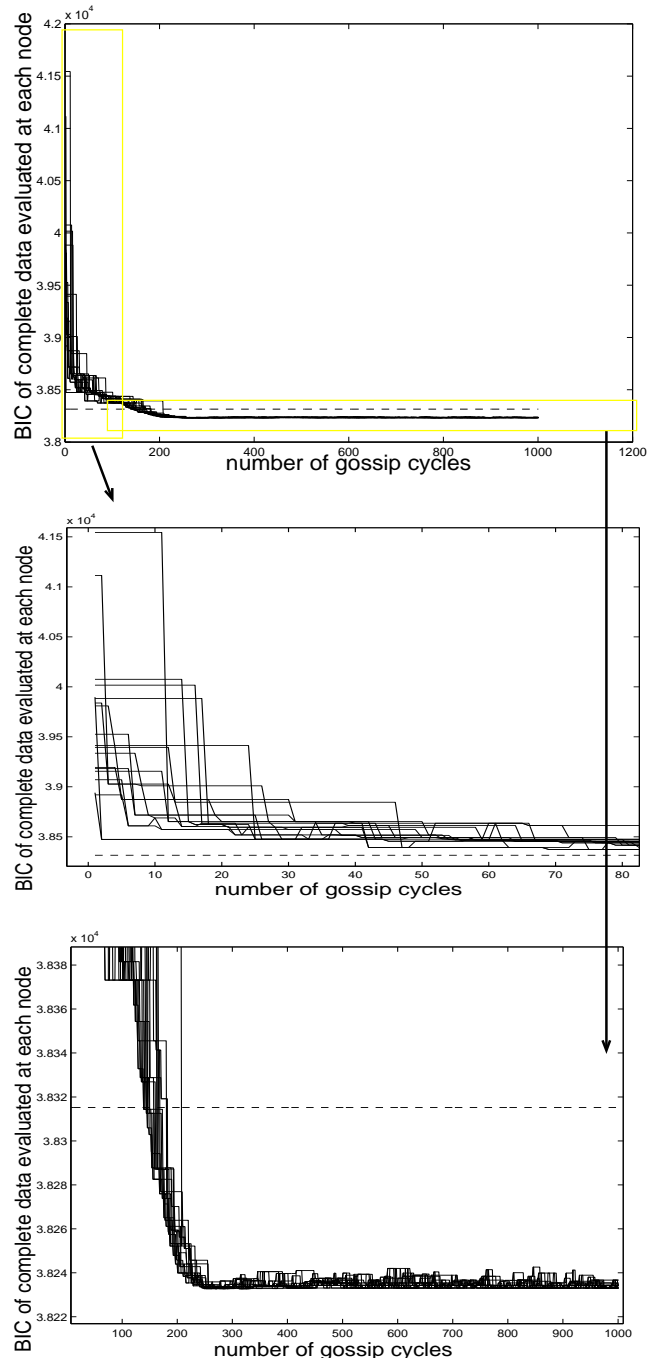 x 10^4
4.2
4.15
4.1
4.05
4
3.95
3.9
3.85
3.8
0 200 400 600 800 1000 1200
number of gossip cycles
BIC of complete data evaluated at each node
x 10^4
4.15
4.1
4.05
4
3.95
3.9
3.85
0 10 20 30 40 50 60 70 80
number of gossip cycles
BIC of complete data evaluated at each node
x 10^4
3.838
3.836
3.834
3.832
3.83
3.828
3.826
3.824
3.822
100 200 300 400 500 600 700 800 900 1000
number of gossip cycles
BIC of complete data evaluated at each node